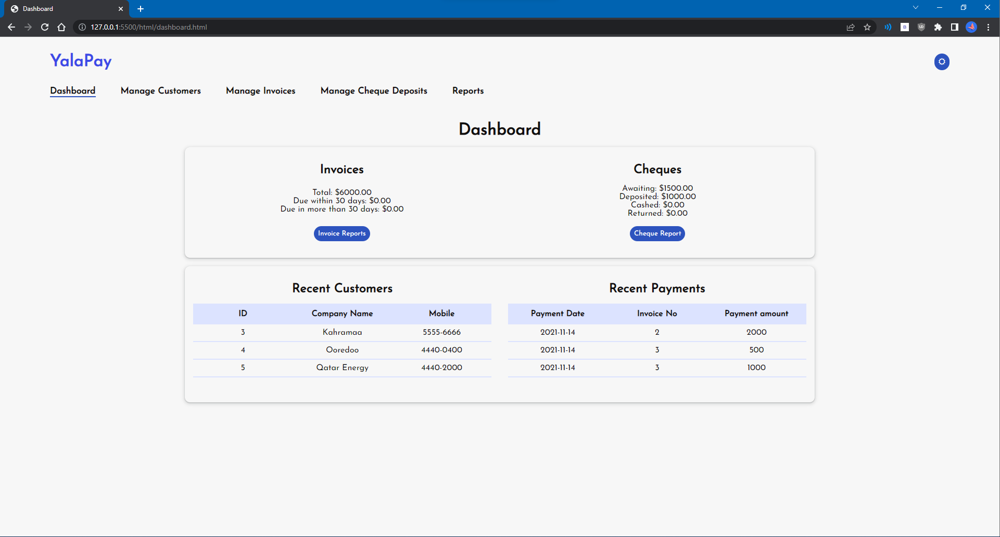 Dashboard
127.0.0.1:5500/html/dashboard.html
YalaPay
Dashboard Manage Customers Manage Invoices Manage Cheque Deposits Reports
Dashboard
Invoices
Total: $6000.00
Due within 30 days: $0.00
Due in more than 30 days: $0.00
Invoice Reports
Cheques
Awaiting: $1500.00
Deposited: $1000.00
Cashed: $0.00
Returned: $0.00
Cheque Report
Recent Customers
ID Company Name Mobile
3 Kahramaa 5555-6666
4 Ooredoo 4440-0400
5 Qatar Energy 4440-2000
Recent Payments
Payment Date Invoice No Payment amount
2021-11-14 2 2000
2021-11-14 3 500
2021-11-14 3 1000